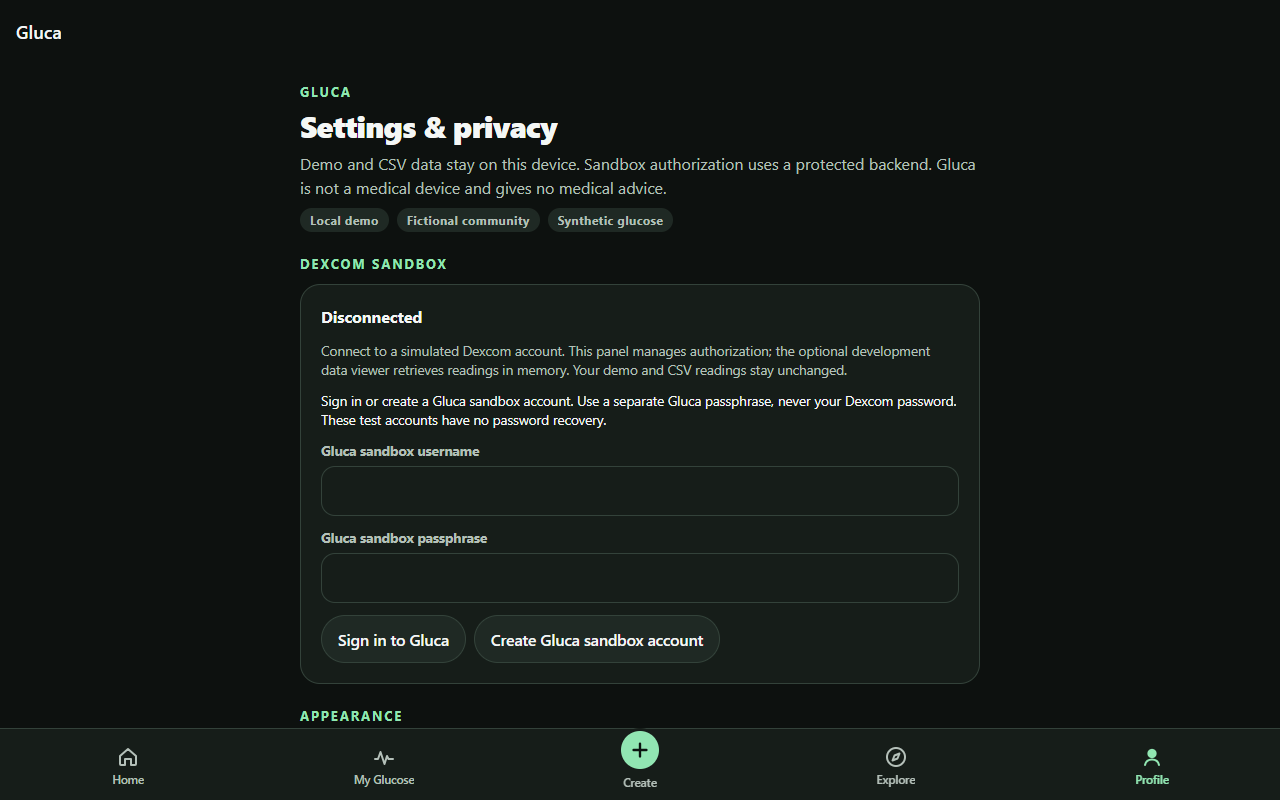 Gluca
GLUCA
Settings & privacy
Demo and CSV data stay on this device. Sandbox authorization uses a protected backend. Gluca
is not a medical device and gives no medical advice.
Local demo
Fictional community
Synthetic glucose
DEXCOM SANDBOX
Disconnected
Connect to a simulated Dexcom account. This panel manages authorization; the optional development
data viewer retrieves readings in memory. Your demo and CSV readings stay unchanged.
Sign in or create a Gluca sandbox account. Use a separate Gluca passphrase, never your Dexcom password.
These test accounts have no password recovery.
Gluca sandbox username
Gluca sandbox passphrase
Sign in to Gluca
Create Gluca sandbox account
APPEARANCE
Home
My Glucose
Create
Explore
Profile